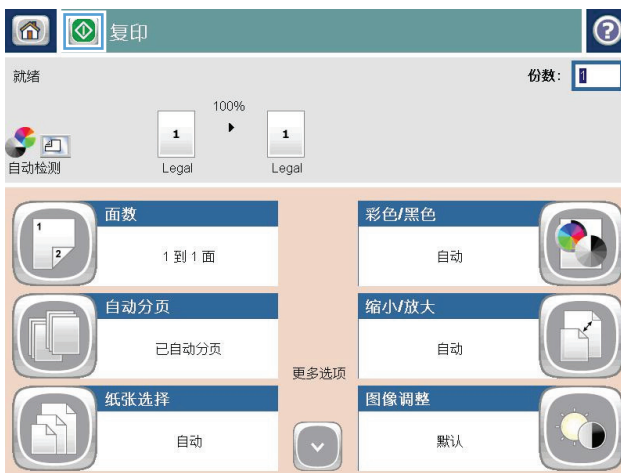 复印
就绪
份数: 1
100%
1 1
自动检测 Legal Legal
面数
1 到 1 面
彩色/黑色
自动
自动分页
已自动分页
缩小/放大
自动
更多选项
纸张选择
自动
图像调整
默认
1
2
?